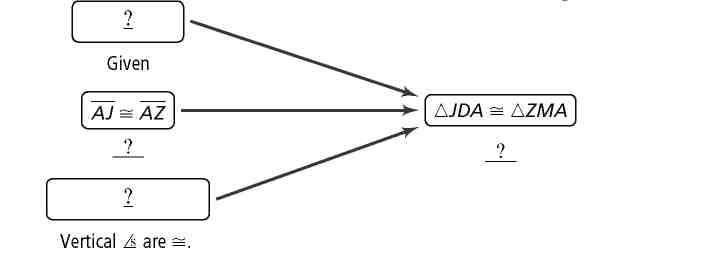 ?
Given
AJ ≅ AZ
?
△JDA ≅ △ZMA
?
?
Vertical ∡s are ≅.